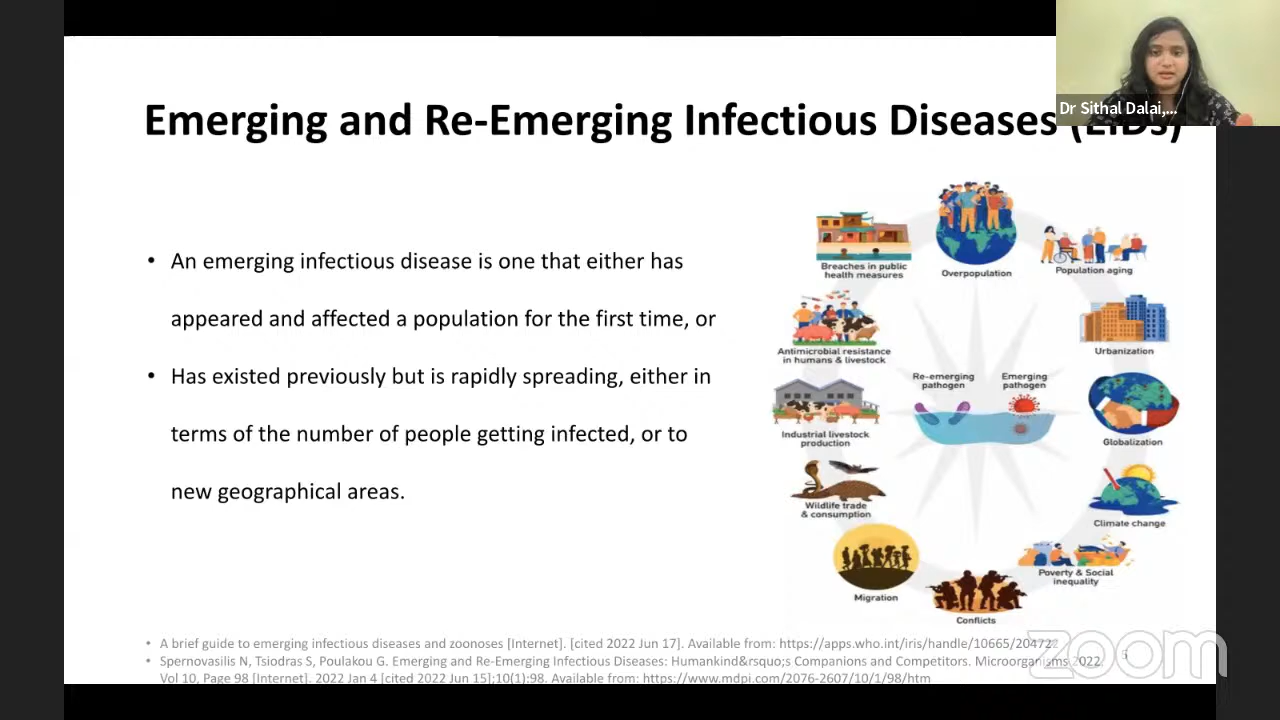 Dr Sithal Dalai,...
Emerging and Re-Emerging Infectious Diseases (EIDs)
• An emerging infectious disease is one that either has
appeared and affected a population for the first time, or
• Has existed previously but is rapidly spreading, either in
terms of the number of people getting infected, or to
new geographical areas.
Breaches in public
health measures
Overpopulation
Population aging
Antimicrobial resistance
in humans & livestock
Urbanization
Re-emerging
pathogen
Emerging
pathogen
Industrial livestock
production
Globalization
Wildlife trade
& consumption
Climate change
Migration
Poverty & Social
inequality
Conflicts
• A brief guide to emerging infectious diseases and zoonoses [Internet]. [cited 2022 Jun 17]. Available from: https://apps.who.int/iris/handle/10665/204722
• Spernovasilis N, Tsiodras S, Poulakou G. Emerging and Re-Emerging Infectious Diseases: Humankind&rsquo;s Companions and Competitors. Microorganisms 2022,
Vol 10, Page 98 [Internet]. 2022 Jan 4 [cited 2022 Jun 15];10(1):98. Available from: https://www.mdpi.com/2076-2607/10/1/98/htm
5
zoom